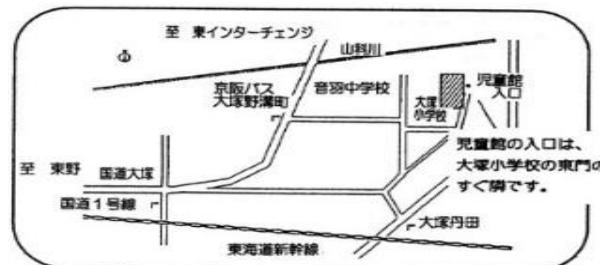 至 東インターチェンジ
山科川
京阪バス
大塚野溝町
音羽中学校
大塚
小学校
児童館
入口
児童館の入口は、
大塚小学校の東門の
すぐ隣です。
至 東野
国道大塚
国道1号線
大塚丹田
東海道新幹線